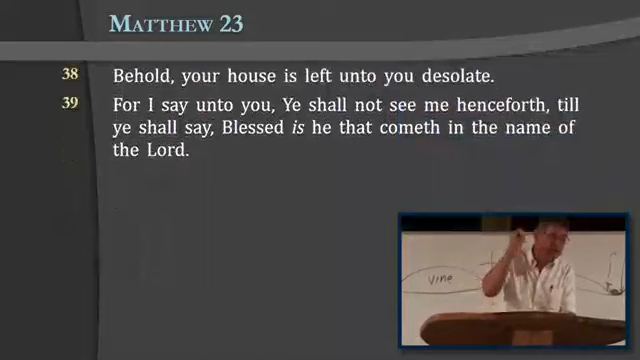 MATTHEW 23
38 Behold, your house is left unto you desolate.
39 For I say unto you, Ye shall not see me henceforth, till
ye shall say, Blessed is he that cometh in the name of
the Lord.
vine